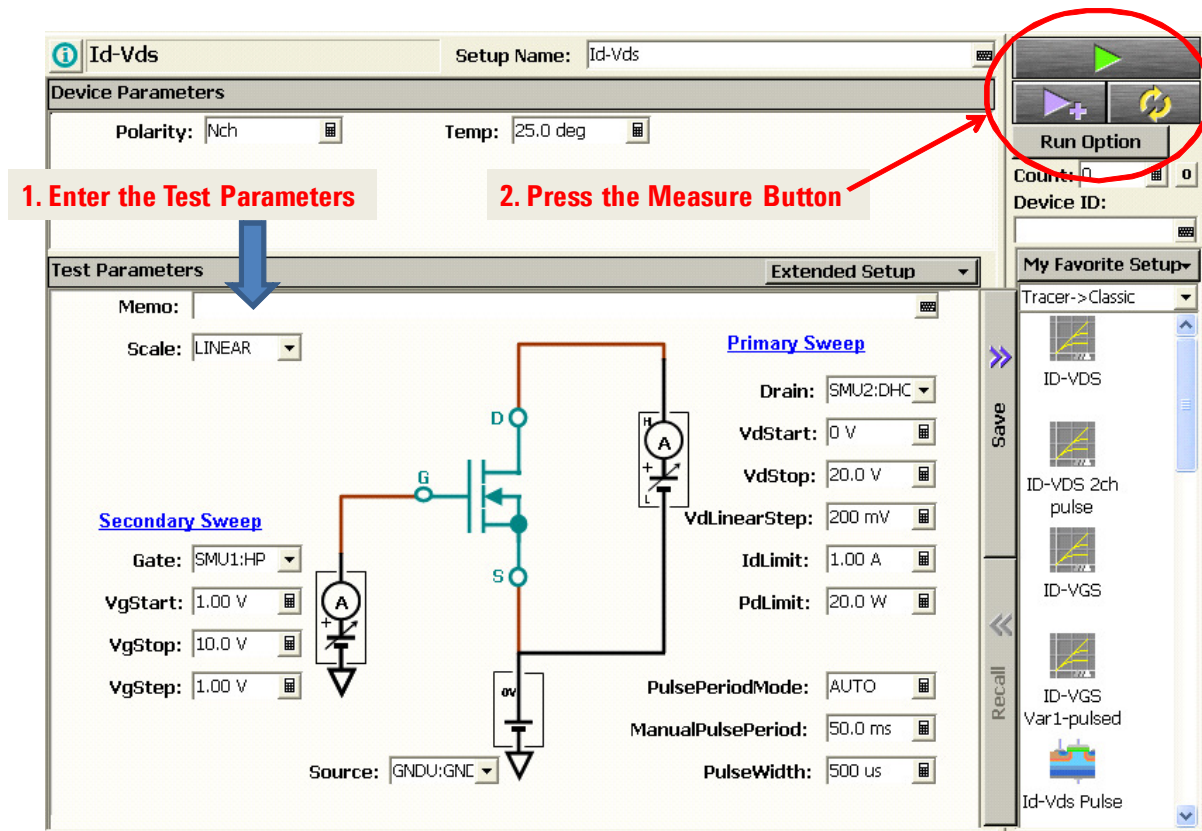 Id-Vds
Setup Name: Id-Vds
Device Parameters
Polarity: Nch
Temp: 25.0 deg
1. Enter the Test Parameters
2. Press the Measure Button
Run Option
Count: 0
0
Device ID:
Test Parameters
Extended Setup
My Favorite Setup
Tracer->Classic
Memo:
Scale: LINEAR
Primary Sweep
Drain: SMU2:DHC
VdStart: 0 V
VdStop: 20.0 V
VdLinearStep: 200 mV
IdLimit: 1.00 A
PdLimit: 20.0 W
PulsePeriodMode: AUTO
ManualPulsePeriod: 50.0 ms
PulseWidth: 500 us
D
G
S
H
A
+
L
Secondary Sweep
Gate: SMU1:HP
VgStart: 1.00 V
VgStop: 10.0 V
VgStep: 1.00 V
A
+
0V
Source: GNDU:GND
Save
Recall
ID-VDS
ID-VDS 2ch
pulse
ID-VGS
ID-VGS
Var1-pulsed
Id-Vds Pulse